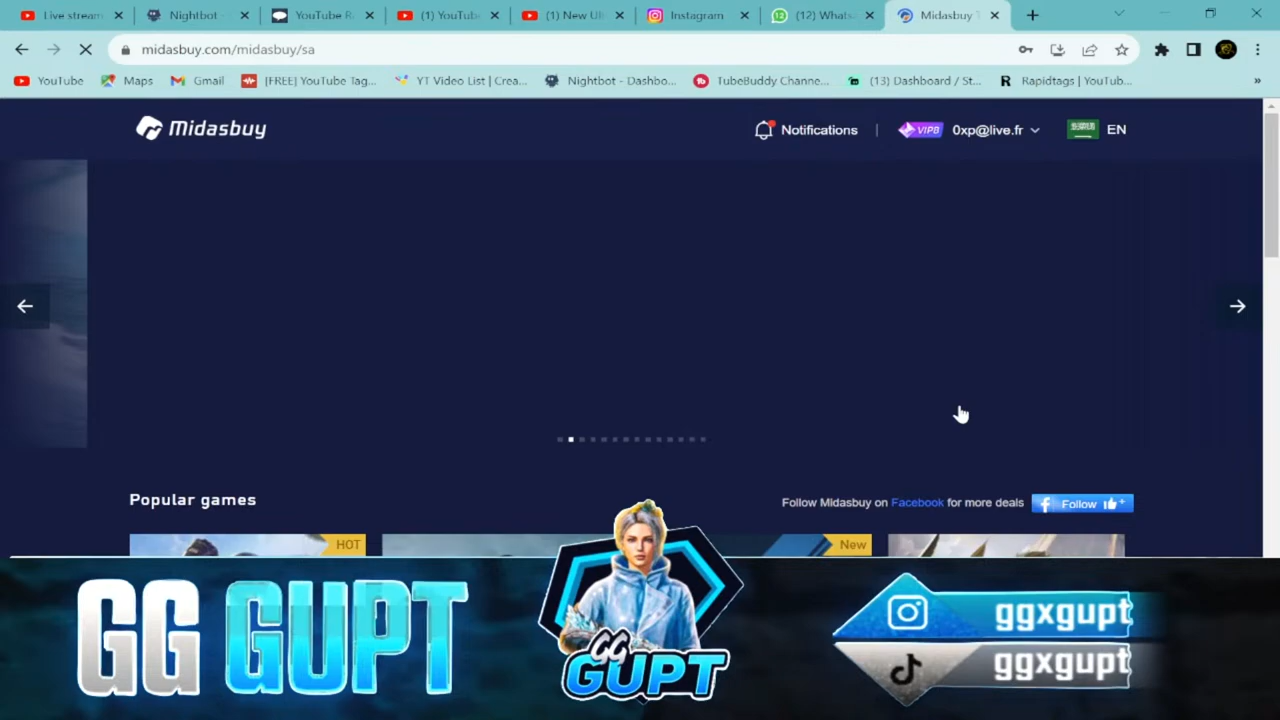 Live stream
Nightbot
YouTube R
(1) YouTube
(1) New Ul
Instagram
(12) Whats
Midasbuy
midasbuy.com/midasbuy/sa
YouTube
Maps
Gmail
[FREE] YouTube Tag...
YT Video List | Crea...
Nightbot - Dashbo...
TubeBuddy Channe...
(13) Dashboard / St...
Rapidtags | YouTub...
»
Midasbuy
Notifications
VIP8
0xp@live.fr
EN
Popular games
Follow Midasbuy on Facebook for more deals
Follow
HOT
New
GG GUPT
GG
GUPT
ggxgupt
ggxgupt